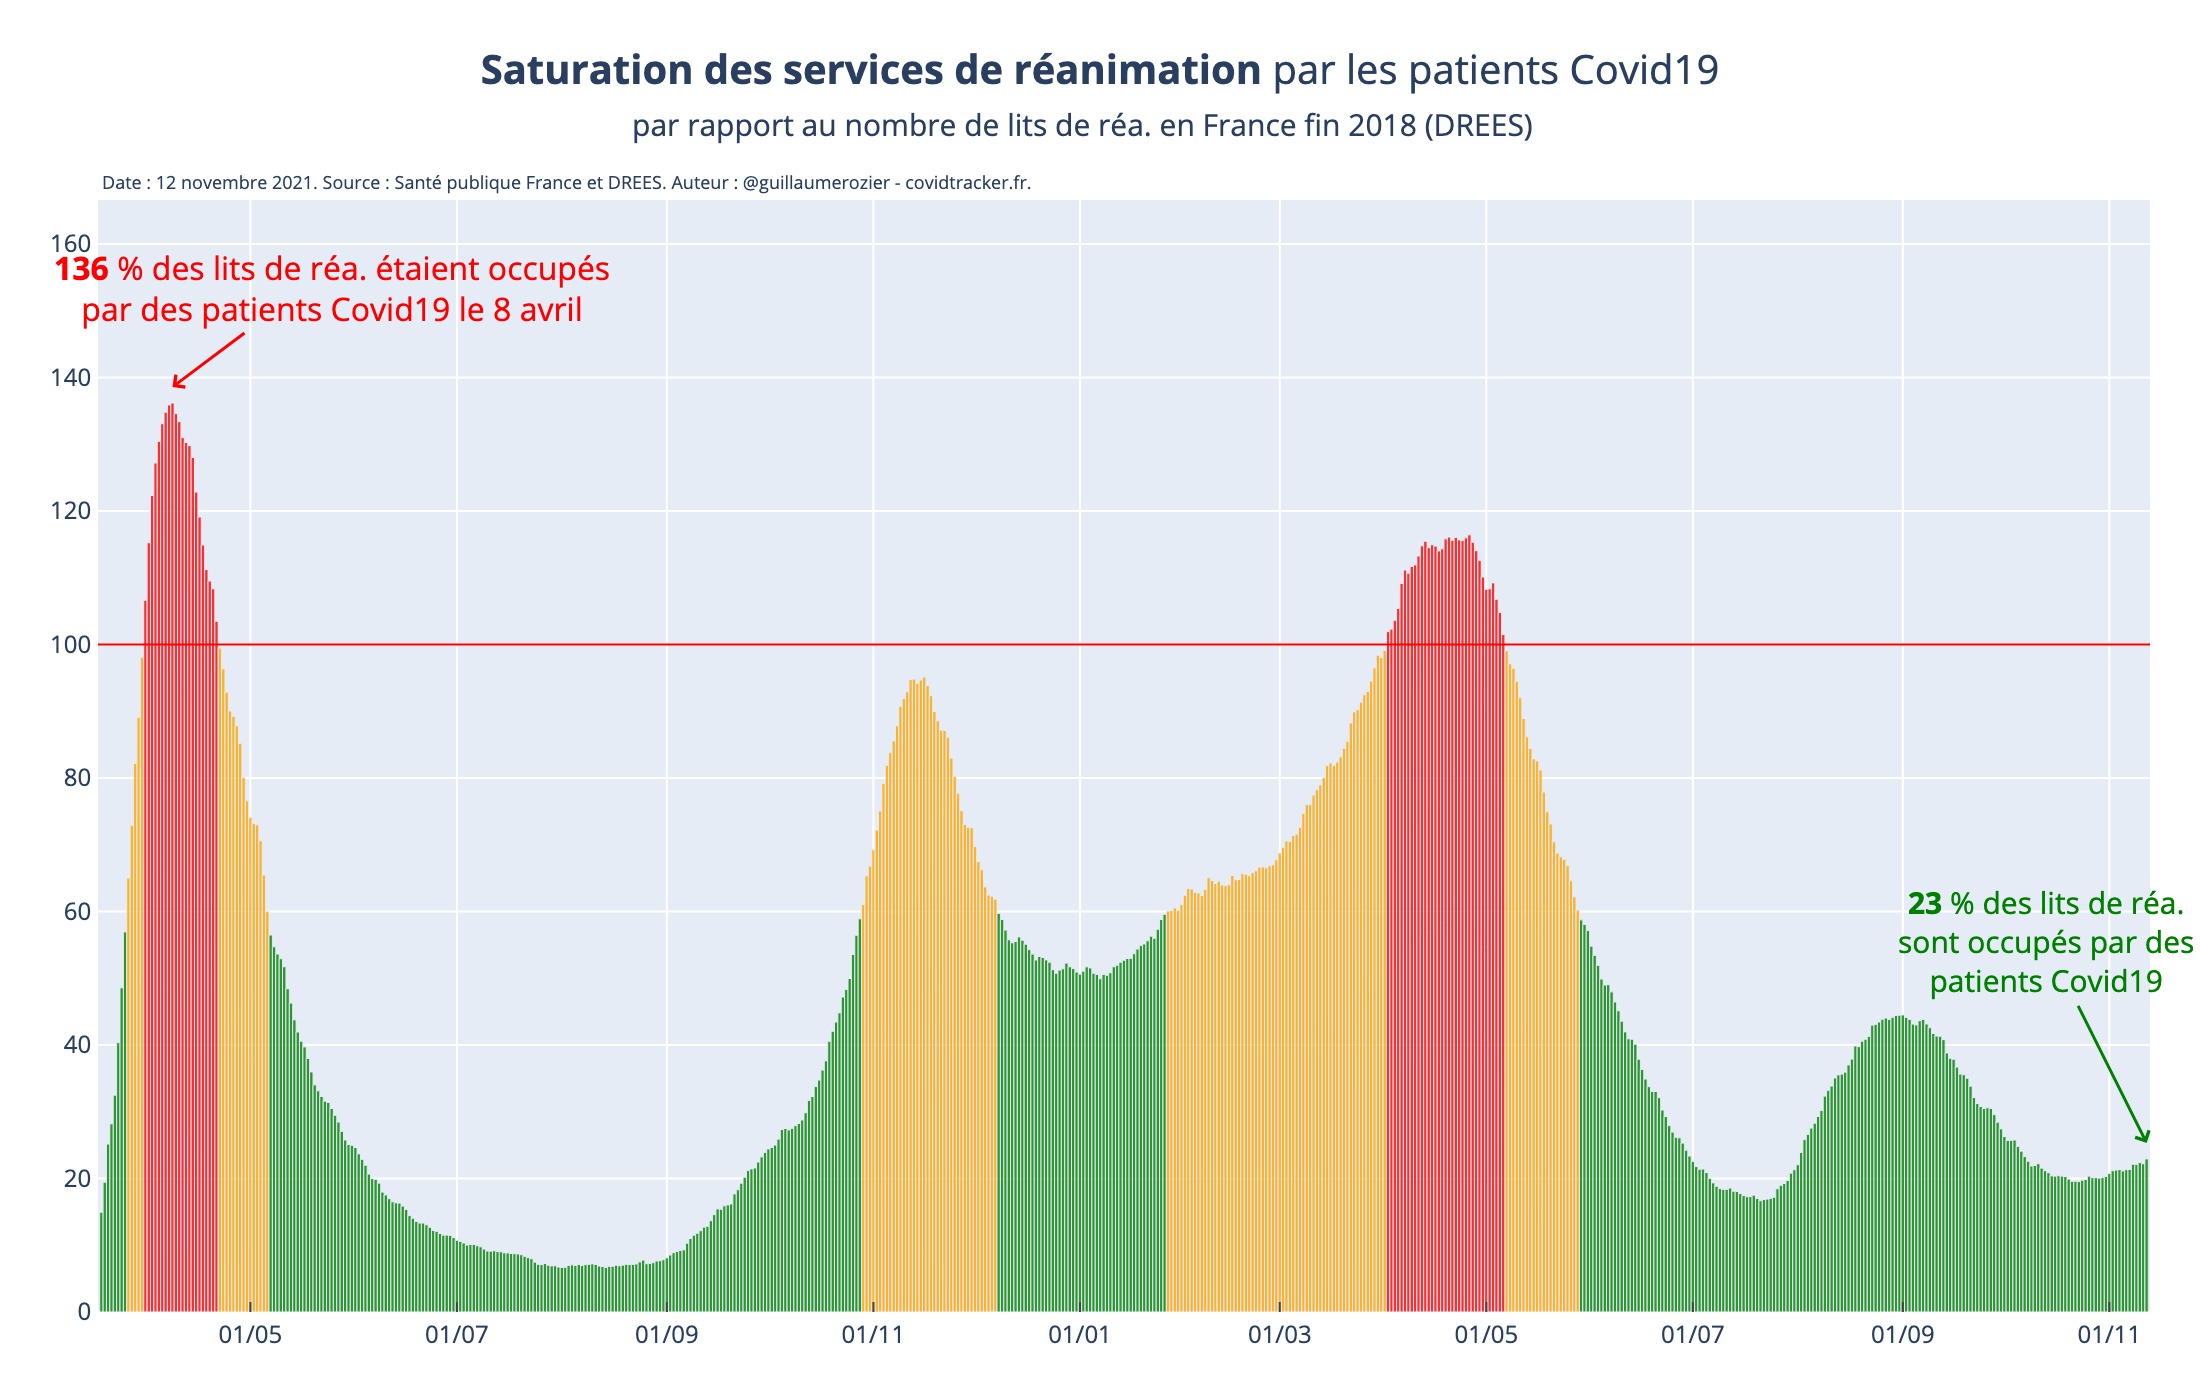 Saturation des services de réanimation par les patients Covid19
par rapport au nombre de lits de réa. en France fin 2018 (DREES)
Date : 12 novembre 2021. Source : Santé publique France et DREES. Auteur : @guillaumerozier - covidtracker.fr.
160
136 % des lits de réa. étaient occupés
par des patients Covid19 le 8 avril
140
120
100
80
60
23 % des lits de réa.
sont occupés par des
patients Covid19
40
20
0
01/05 01/07 01/09 01/11 01/01 01/03 01/05 01/07 01/09 01/11